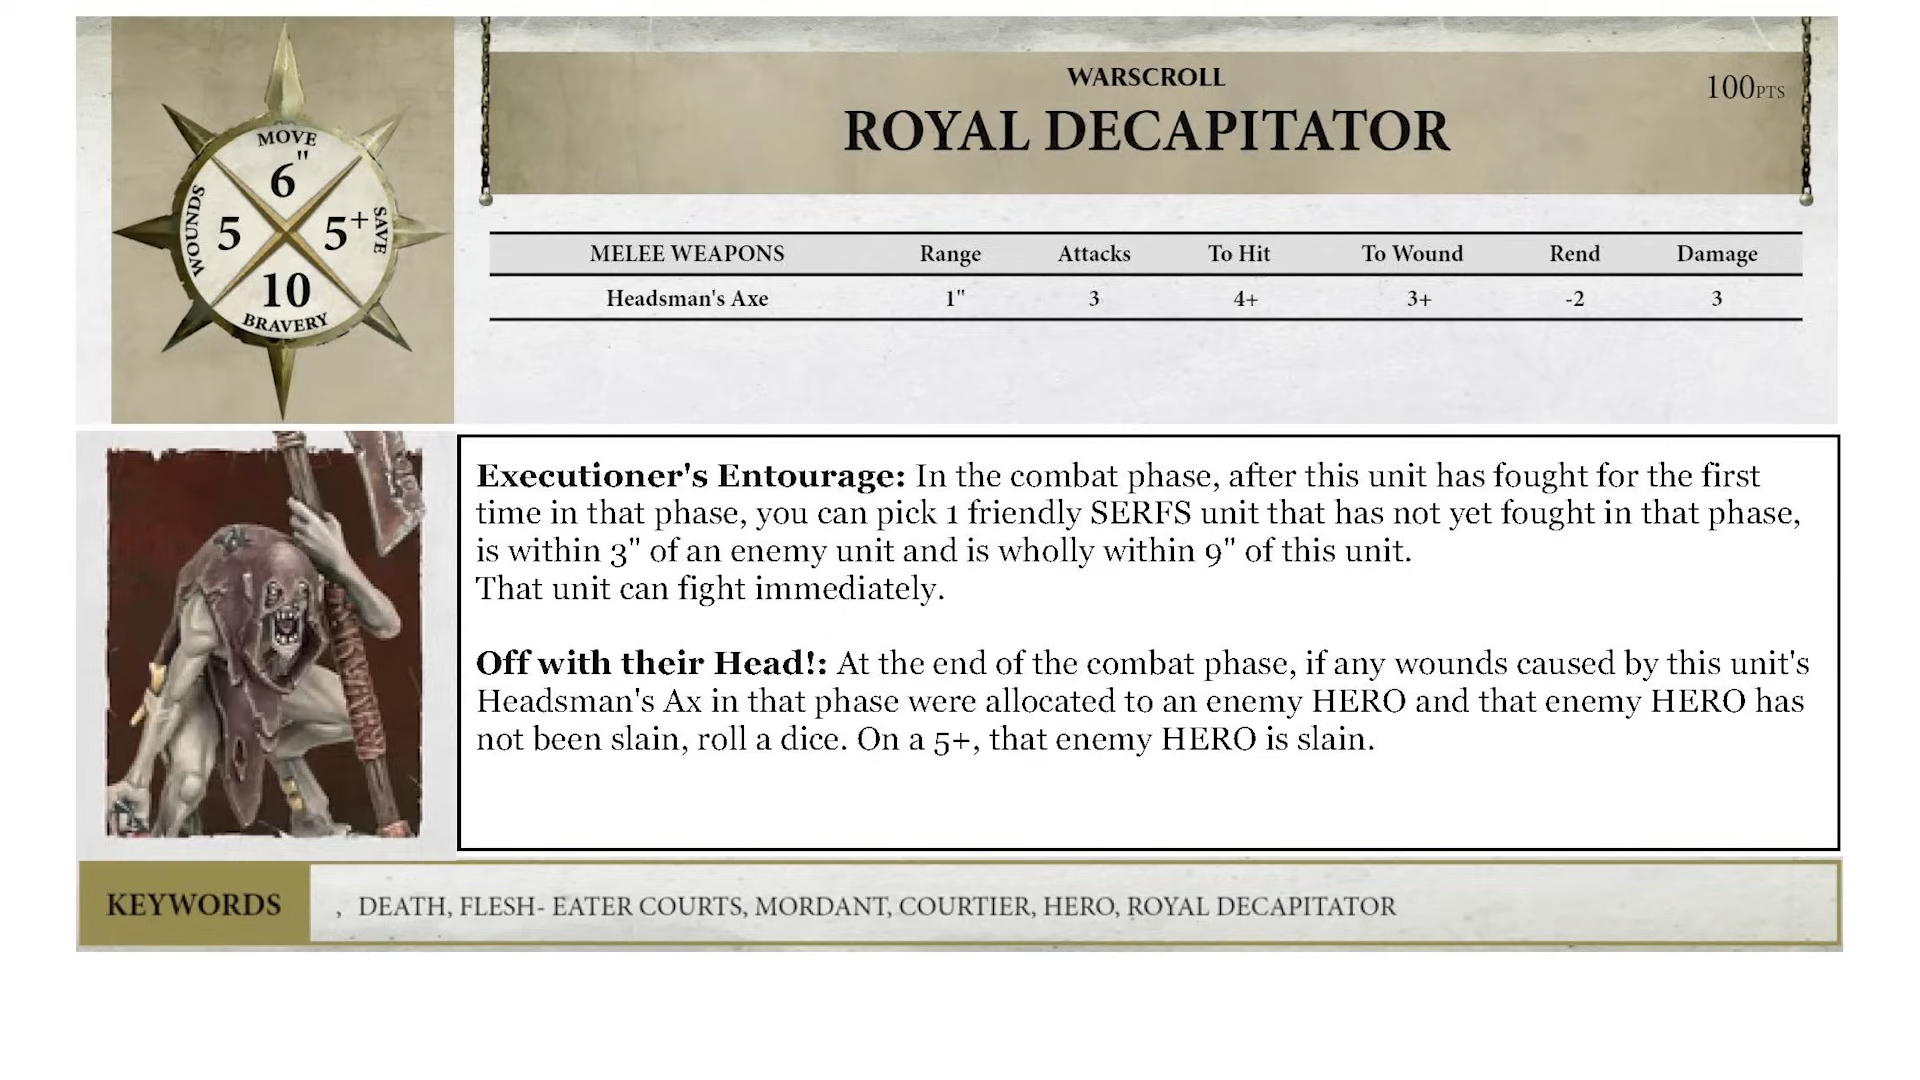 WARSCROLL
100PTS
ROYAL DECAPITATOR
MOVE
6"
WOUNDS
5
5+
SAVE
10
BRAVERY
MELEE WEAPONS Range Attacks To Hit To Wound Rend Damage
Headsman's Axe 1" 3 4+ 3+ -2 3
Executioner's Entourage: In the combat phase, after this unit has fought for the first
time in that phase, you can pick 1 friendly SERFS unit that has not yet fought in that phase,
is within 3" of an enemy unit and is wholly within 9" of this unit.
That unit can fight immediately.
Off with their Head!: At the end of the combat phase, if any wounds caused by this unit's
Headsman's Ax in that phase were allocated to an enemy HERO and that enemy HERO has
not been slain, roll a dice. On a 5+, that enemy HERO is slain.
KEYWORDS , DEATH, FLESH- EATER COURTS, MORDANT, COURTIER, HERO, ROYAL DECAPITATOR